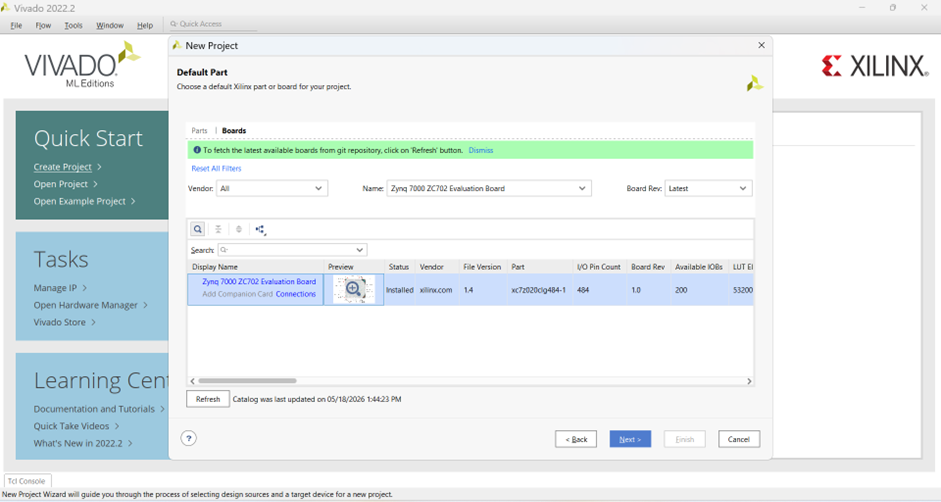 Vivado 2022.2
File Flow Tools Window Help Quick Access
VIVADO.
ML Editions
XILINX
Quick Start
Create Project >
Open Project >
Open Example Project >
Tasks
Manage IP >
Open Hardware Manager >
Vivado Store >
Learning Cent
Documentation and Tutorials >
Quick Take Videos >
What's New in 2022.2 >
New Project
Default Part
Choose a default Xilinx part or board for your project.
Parts | Boards
To fetch the latest available boards from git repository, click on 'Refresh' button. Dismiss
Reset All Filters
Vendor: All Name: Zynq 7000 ZC702 Evaluation Board Board Rev: Latest
Search:
Display Name Preview Status Vendor File Version Part I/O Pin Count Board Rev Available IOBs LUT El
Zynq 7000 ZC702 Evaluation Board Installed xilinx.com 1.4 xc7z020clg484-1 484 1.0 200 53200
Add Companion Card Connections
Refresh Catalog was last updated on 05/18/2026 1:44:23 PM
? < Back Next > Finish Cancel
Tcl Console
New Project Wizard will guide you through the process of selecting design sources and a target device for a new project.